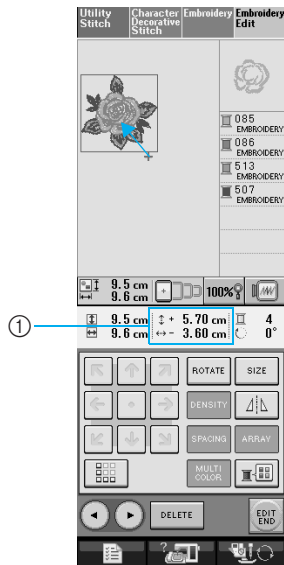 Utility Stitch
Character Decorative Stitch
Embroidery
Embroidery Edit
085
EMBROIDERY
086
EMBROIDERY
513
EMBROIDERY
507
EMBROIDERY
9.5 cm
9.6 cm
100%
①
9.5 cm + 5.70 cm 4
9.6 cm - 3.60 cm 0°
ROTATE SIZE
DENSITY
SPACING ARRAY
MULTI COLOR
DELETE
EDIT END
?